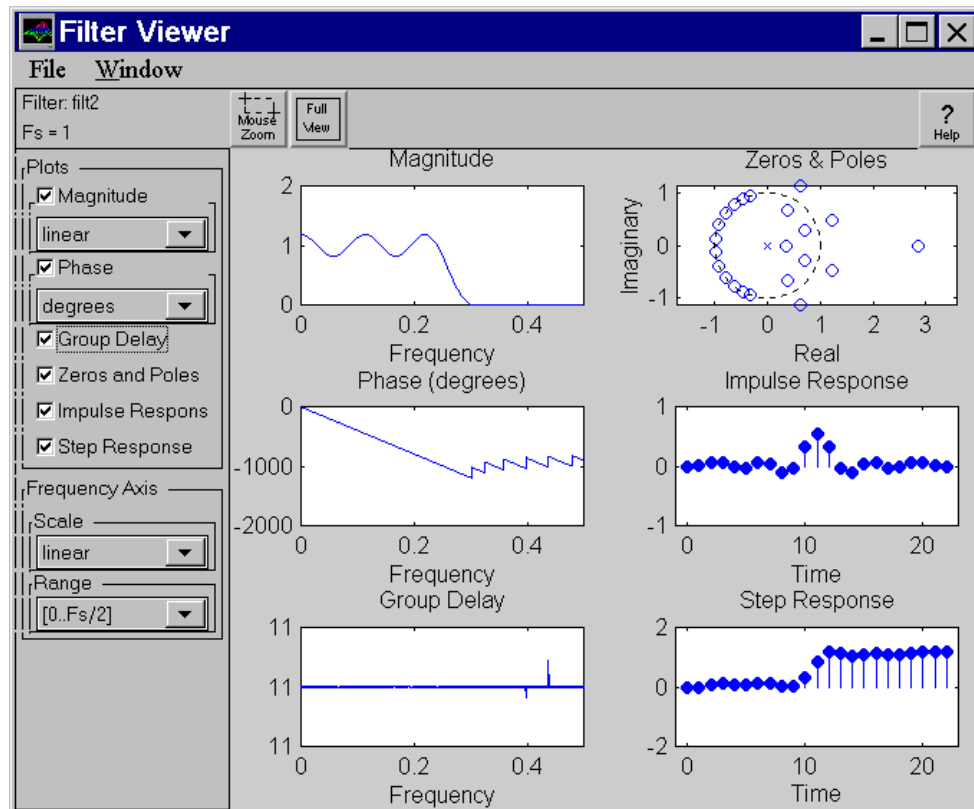 Filter Viewer
File Window
Filter: filt2
Fs = 1
Mouse
Zoom
Full
View
?
Help
Plots
Magnitude
linear
Phase
degrees
Group Delay
Zeros and Poles
Impulse Respons
Step Response
Frequency Axis
Scale
linear
Range
[0..Fs/2]
Magnitude
2
1
0
0 0.2 0.4
Frequency
Zeros & Poles
Imaginary
1
0
-1
-1 0 1 2 3
Real
Phase (degrees)
0
-1000
-2000
0 0.2 0.4
Frequency
Impulse Response
1
0
-1
0 10 20
Time
Group Delay
11
11
11
0 0.2 0.4
Frequency
Step Response
2
0
-2
0 10 20
Time